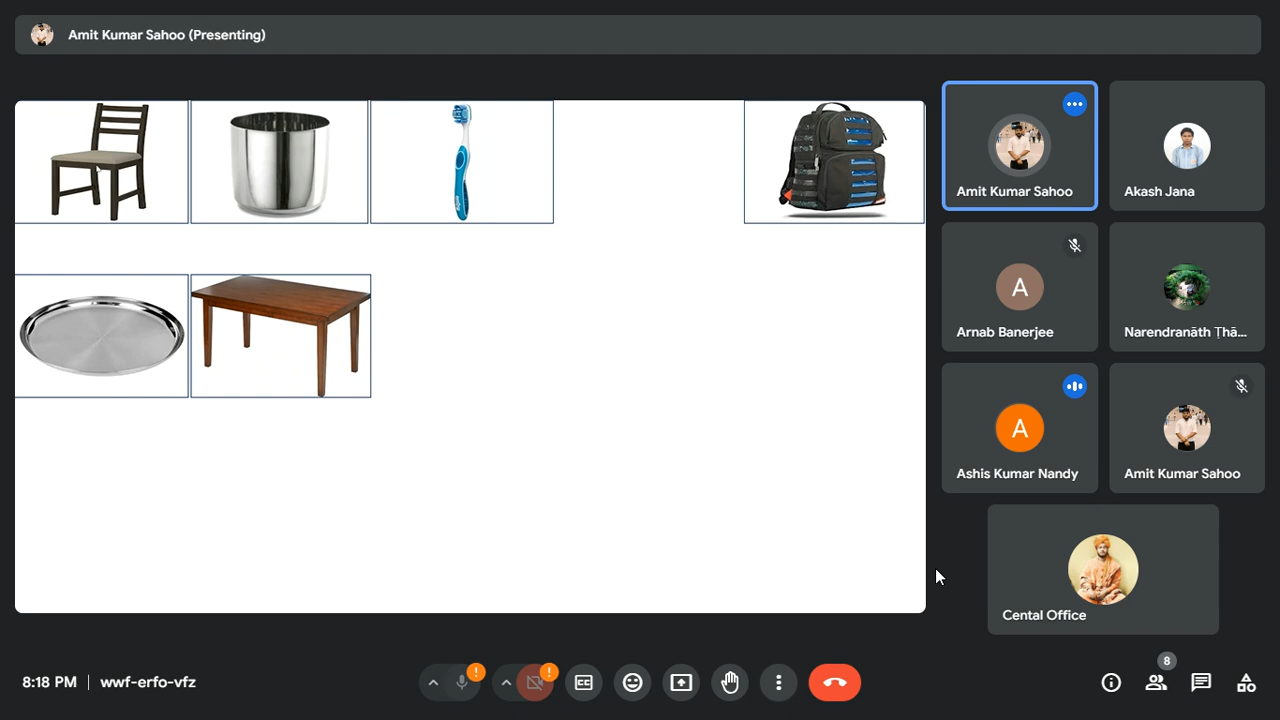 Amit Kumar Sahoo (Presenting)
Amit Kumar Sahoo
Akash Jana
A
Arnab Banerjee
Narendranāth Ṭhā...
A
Ashis Kumar Nandy
Amit Kumar Sahoo
Cental Office
8:18 PM | wwf-erfo-vfz
8